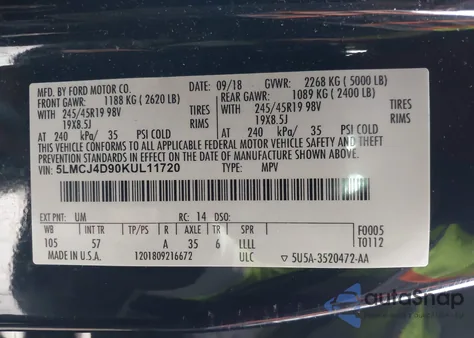 MFD. BY FORD MOTOR CO.
09/18 GVWR: 2268 KG ( 5000 LB)
FRONT GAWR: 1188 KG ( 2620 LB) REAR GAWR: 1089 KG ( 2400 LB)
245/45R19 98V TIRES 245/45R19 98V TIRES
19X8.5J RIMS 19X8.5J RIMS
AT 240 kPa/ 35 PSI COLD AT 240 kPa/ 35 PSI COLD
THIS VEHICLE CONFORMS TO ALL APPLICABLE FEDERAL MOTOR VEHICLE SAFETY AND THEFT PREVENTION STANDARDS IN EFFECT ON THE DATE OF MANUFACTURE SHOWN ABOVE.
VIN: 5LMCJ4D90KUL11720 TYPE: MPV
EXT PNT: UM RC: 14 DSO: F0005
T0112
WB BRK INT TR TP/PS R AXLE TR SPR
105 57 A 35 6 LLLL
MADE IN U.S.A. 1201809216672 ULC ▽ 5U5A-3520472-AA
autoSnap